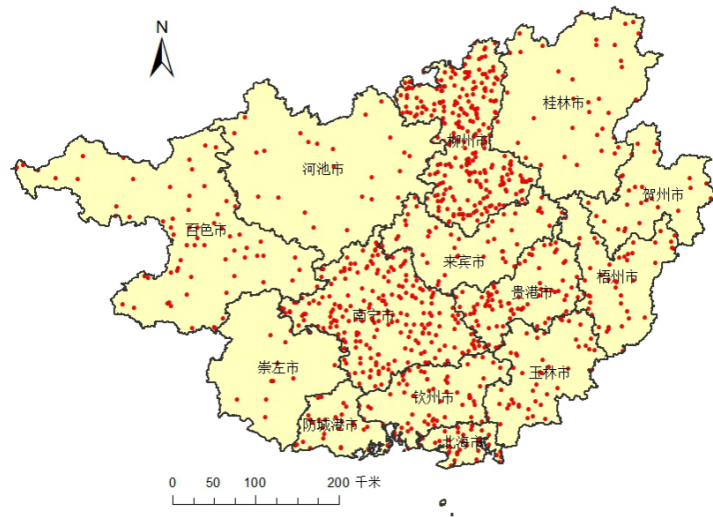 N
桂林市
柳州市
河池市
贺州市
百色市
来宾市
梧州市
贵港市
南宁市
崇左市
玉林市
钦州市
防城港市
北海市
0 50 100 200 千米